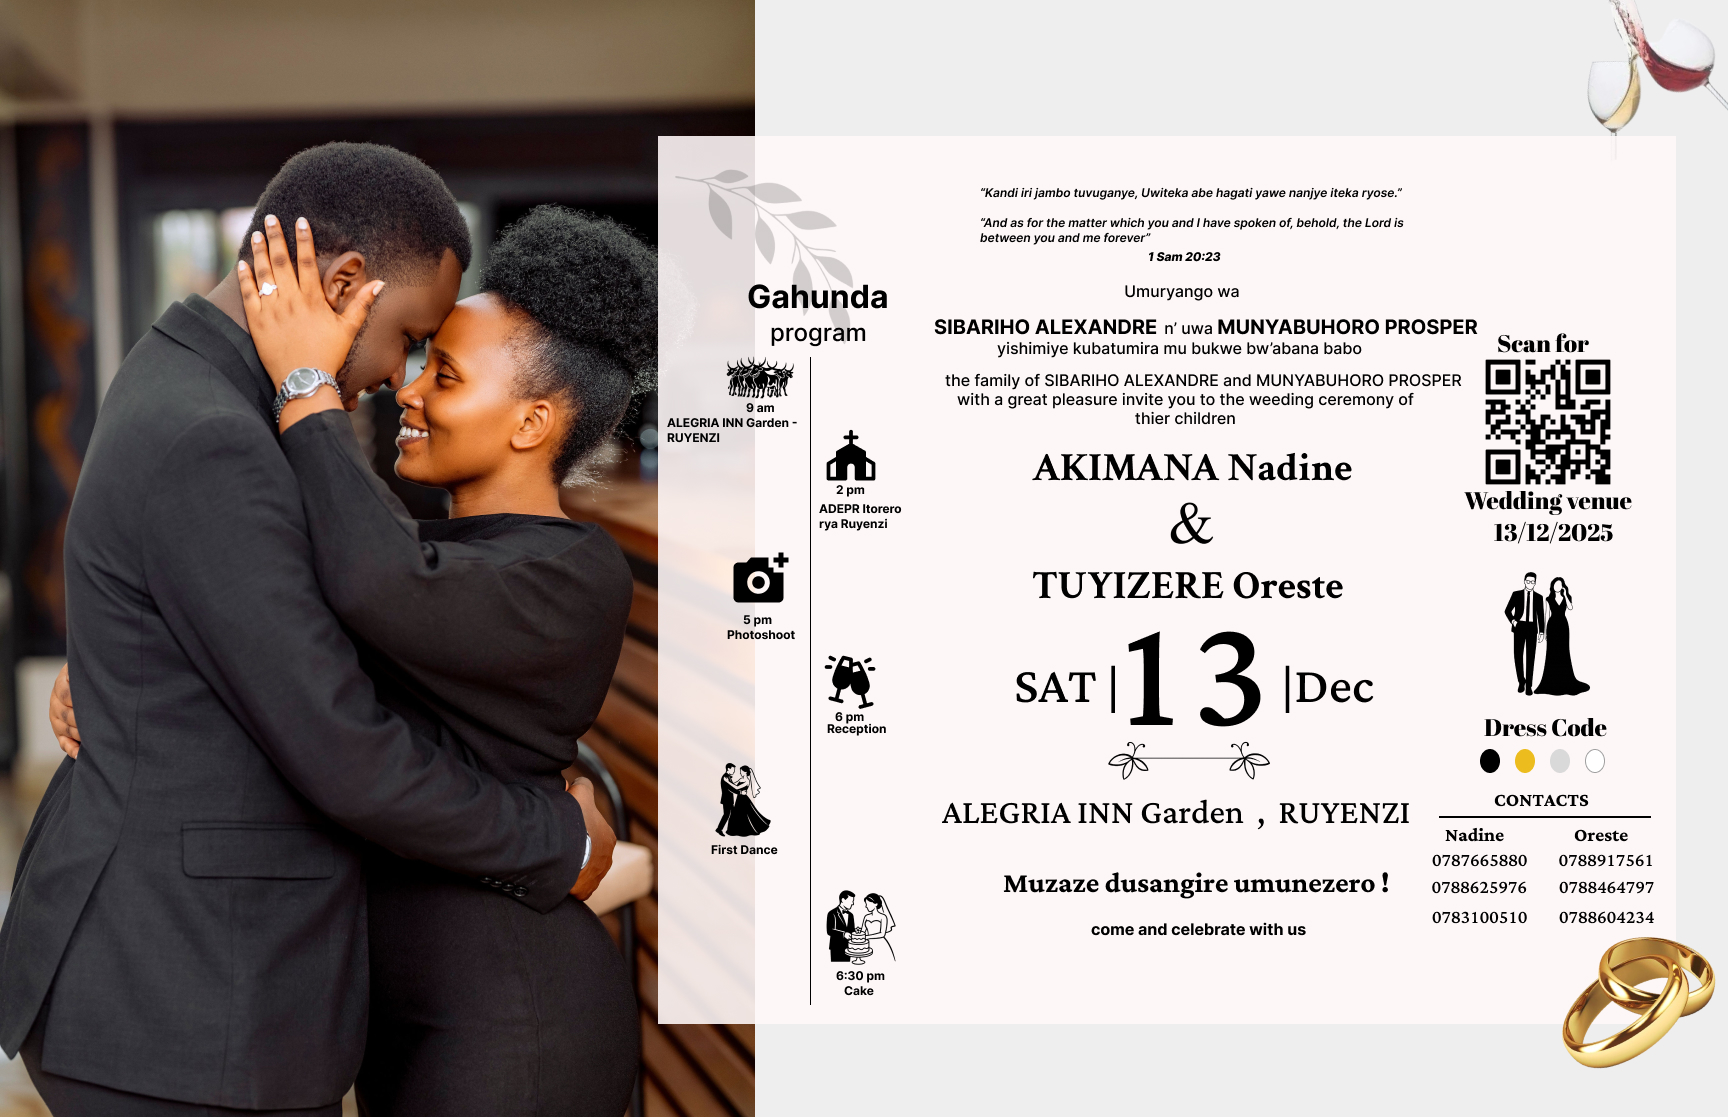 “Kandi iri jambo tuvuganye, Uwiteka abe hagati yawe nanjye iteka ryose.”
“And as for the matter which you and I have spoken of, behold, the Lord is
between you and me forever”
1 Sam 20:23
Umuryango wa
SIBARIHO ALEXANDRE n’ uwa MUNYABUHORO PROSPER
yishimiye kubatumira mu bukwe bw’abana babo
the family of SIBARIHO ALEXANDRE and MUNYABUHORO PROSPER
with a great pleasure invite you to the weeding ceremony of
thier children
AKIMANA Nadine
&
TUYIZERE Oreste
SAT |13 |Dec
ALEGRIA INN Garden , RUYENZI
Muzaze dusangire umunezero !
come and celebrate with us
Gahunda
program
9 am
ALEGRIA INN Garden -
RUYENZI
2 pm
ADEPR Itorero
rya Ruyenzi
5 pm
Photoshoot
6 pm
Reception
First Dance
6:30 pm
Cake
Scan for
Wedding venue
13/12/2025
Dress Code
CONTACTS
Nadine Oreste
0787665880 0788917561
0788625976 0788464797
0783100510 0788604234